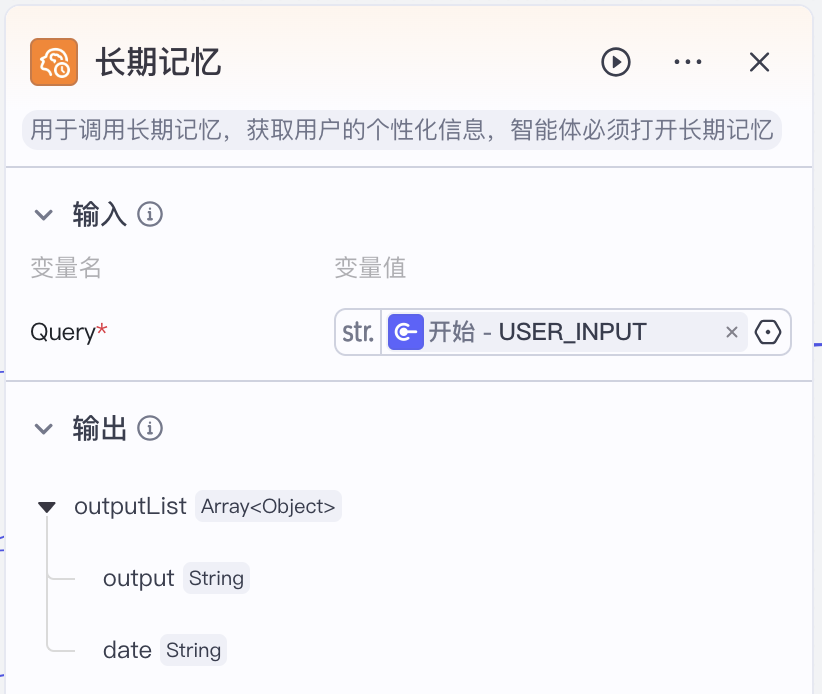 长期记忆
用于调用长期记忆，获取用户的个性化信息，智能体必须打开长期记忆
输入
变量名 变量值
Query* str. 开始 - USER_INPUT
输出
outputList Array<Object>
output String
date String